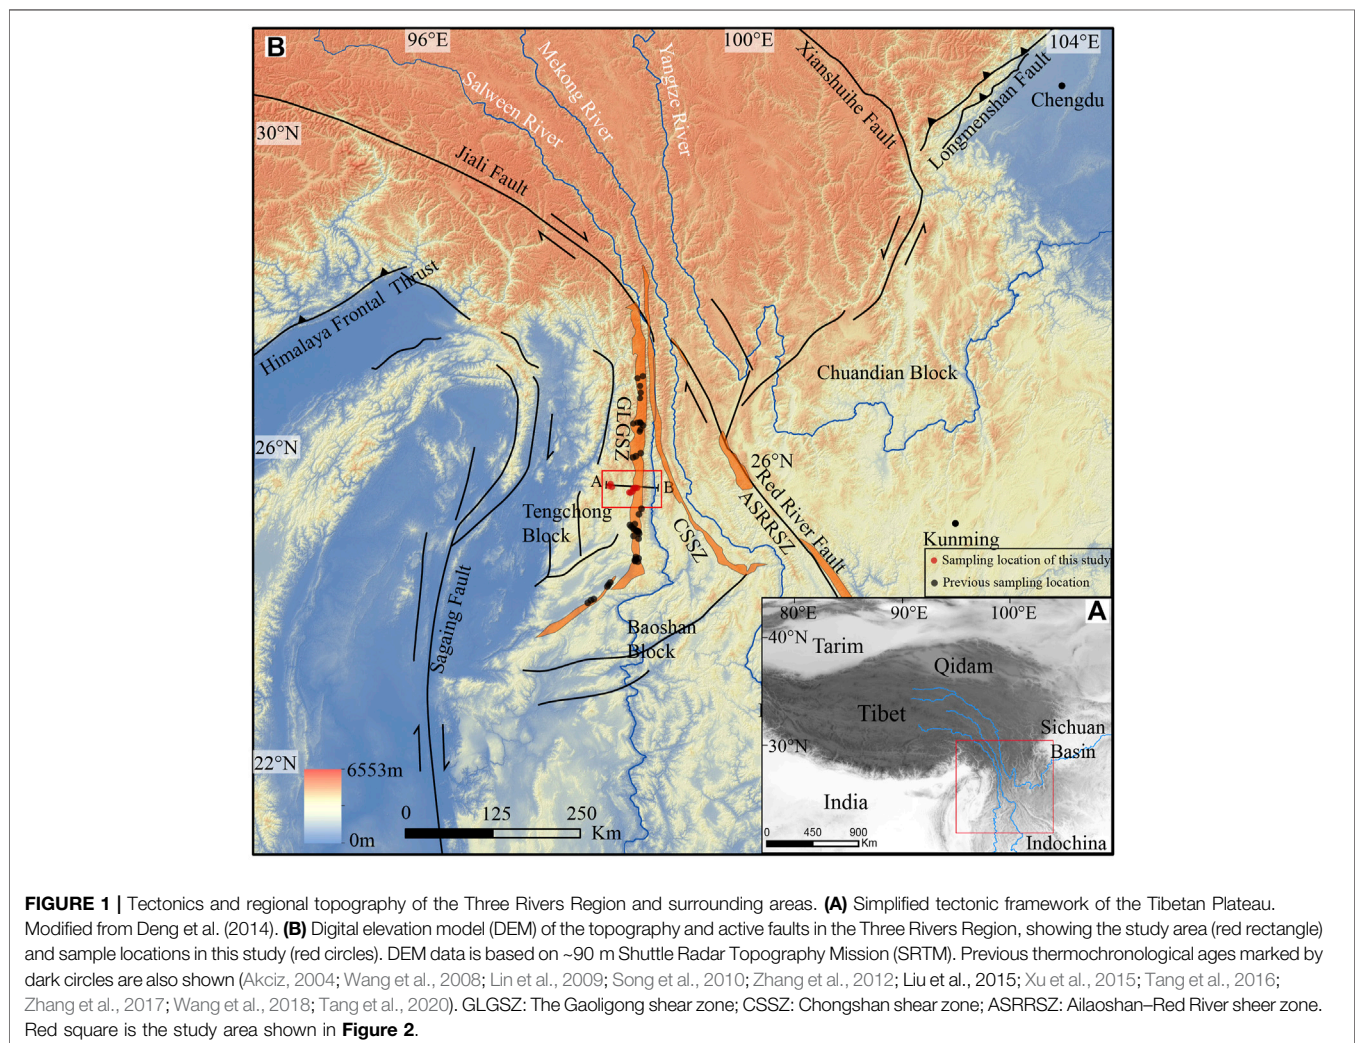 B
96°E
100°E
104°E
Salween River
Mekong River
Yangtze River
Xianshuihe Fault
Longmenshan Fault
Chengdu
30°N
Jiali Fault
Himalaya Frontal Thrust
Chuandian Block
GLGSZ
26°N
26°N
A
B
Red River Fault
ASRRSZ
Tengchong
Block
CSSZ
Kunming
Sampling location of this study
Previous sampling location
Sagaing Fault
Baoshan
Block
22°N
6553m
0m
0 125 250
Km
A
80°E 90°E 100°E
40°N
Tarim
Qidam
Tibet
Sichuan
Basin
30°N
India
Indochina
0 450 900
Km
FIGURE 1 | Tectonics and regional topography of the Three Rivers Region and surrounding areas. (A) Simplified tectonic framework of the Tibetan Plateau.
Modified from Deng et al. (2014). (B) Digital elevation model (DEM) of the topography and active faults in the Three Rivers Region, showing the study area (red rectangle)
and sample locations in this study (red circles). DEM data is based on ~90 m Shuttle Radar Topography Mission (SRTM). Previous thermochronological ages marked by
dark circles are also shown (Akciz, 2004; Wang et al., 2008; Lin et al., 2009; Song et al., 2010; Zhang et al., 2012; Liu et al., 2015; Xu et al., 2015; Tang et al., 2016;
Zhang et al., 2017; Wang et al., 2018; Tang et al., 2020). GLGSZ: The Gaoligong shear zone; CSSZ: Chongshan shear zone; ASRRSZ: Ailaoshan–Red River sheer zone.
Red square is the study area shown in Figure 2.